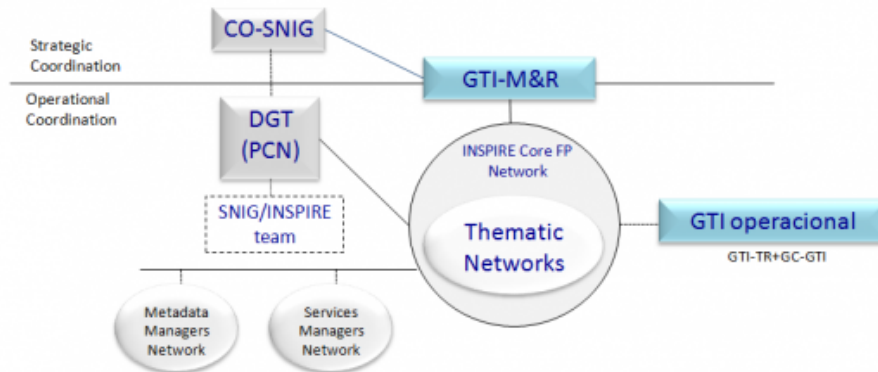 CO-SNIG
Strategic
Coordination
GTI-M&R
Operational
Coordination
DGT
(PCN)
INSPIRE Core FP
Network
SNIG/INSPIRE
team
Thematic
Networks
GTI operacional
GTI-TR+GC-GTI
Metadata
Managers
Network
Services
Managers
Network